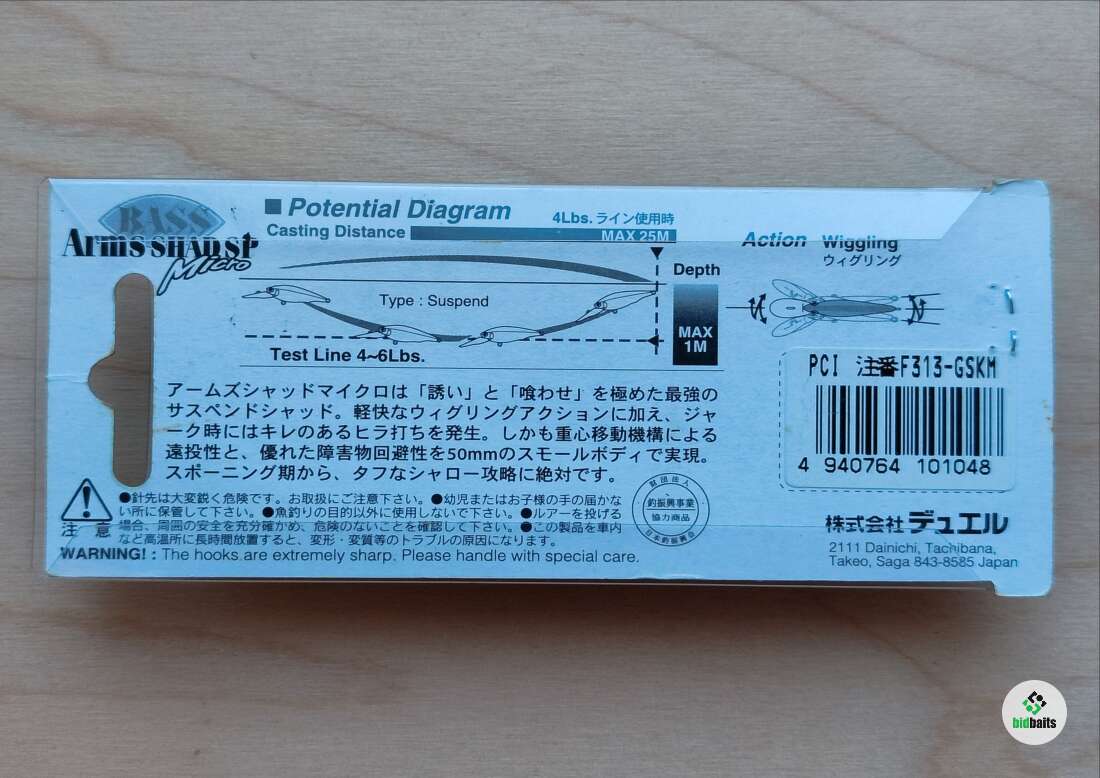 BASS
Arms SHAD SP
Micro
■ Potential Diagram
4Lbs. ライン使用時
Casting Distance
MAX 25M
Type : Suspend
Depth
MAX
1M
Test Line 4~6Lbs.
Action Wiggling
ウィグリング
アームズシャッドマイクロは「誘い」と「喰わせ」を極めた最強の
サスペンドシャッド。軽快なウィグリングアクションに加え、ジャ
ーク時にはキレのあるヒラ打ちを発生。しかも重心移動機構による
遠投性と、優れた障害物回避性を50mmのスモールボディで実現。
スポーニング期から、タフなシャロー攻略に絶対です。
注 意
●針先は大変鋭く危険です。お取扱にご注意下さい。●幼児またはお子様の手の届かな
い所に保管して下さい。●魚釣りの目的以外に使用しないで下さい。●ルアーを投げる
場合、周囲の安全を充分確かめ、危険のないことを確認して下さい。●この製品を車内
など高温所に長時間放置すると、変形・変質等のトラブルの原因になります。
WARNING! : The hooks are extremely sharp. Please handle with special care.
財団法人
釣振興事業
協力商品
日本釣振興会
PCI 注番F313-GSKM
4 940764 101048
株式会社 デュエル
2111 Dainichi, Tachibana,
Takeo, Saga 843-8585 Japan
bidbaits